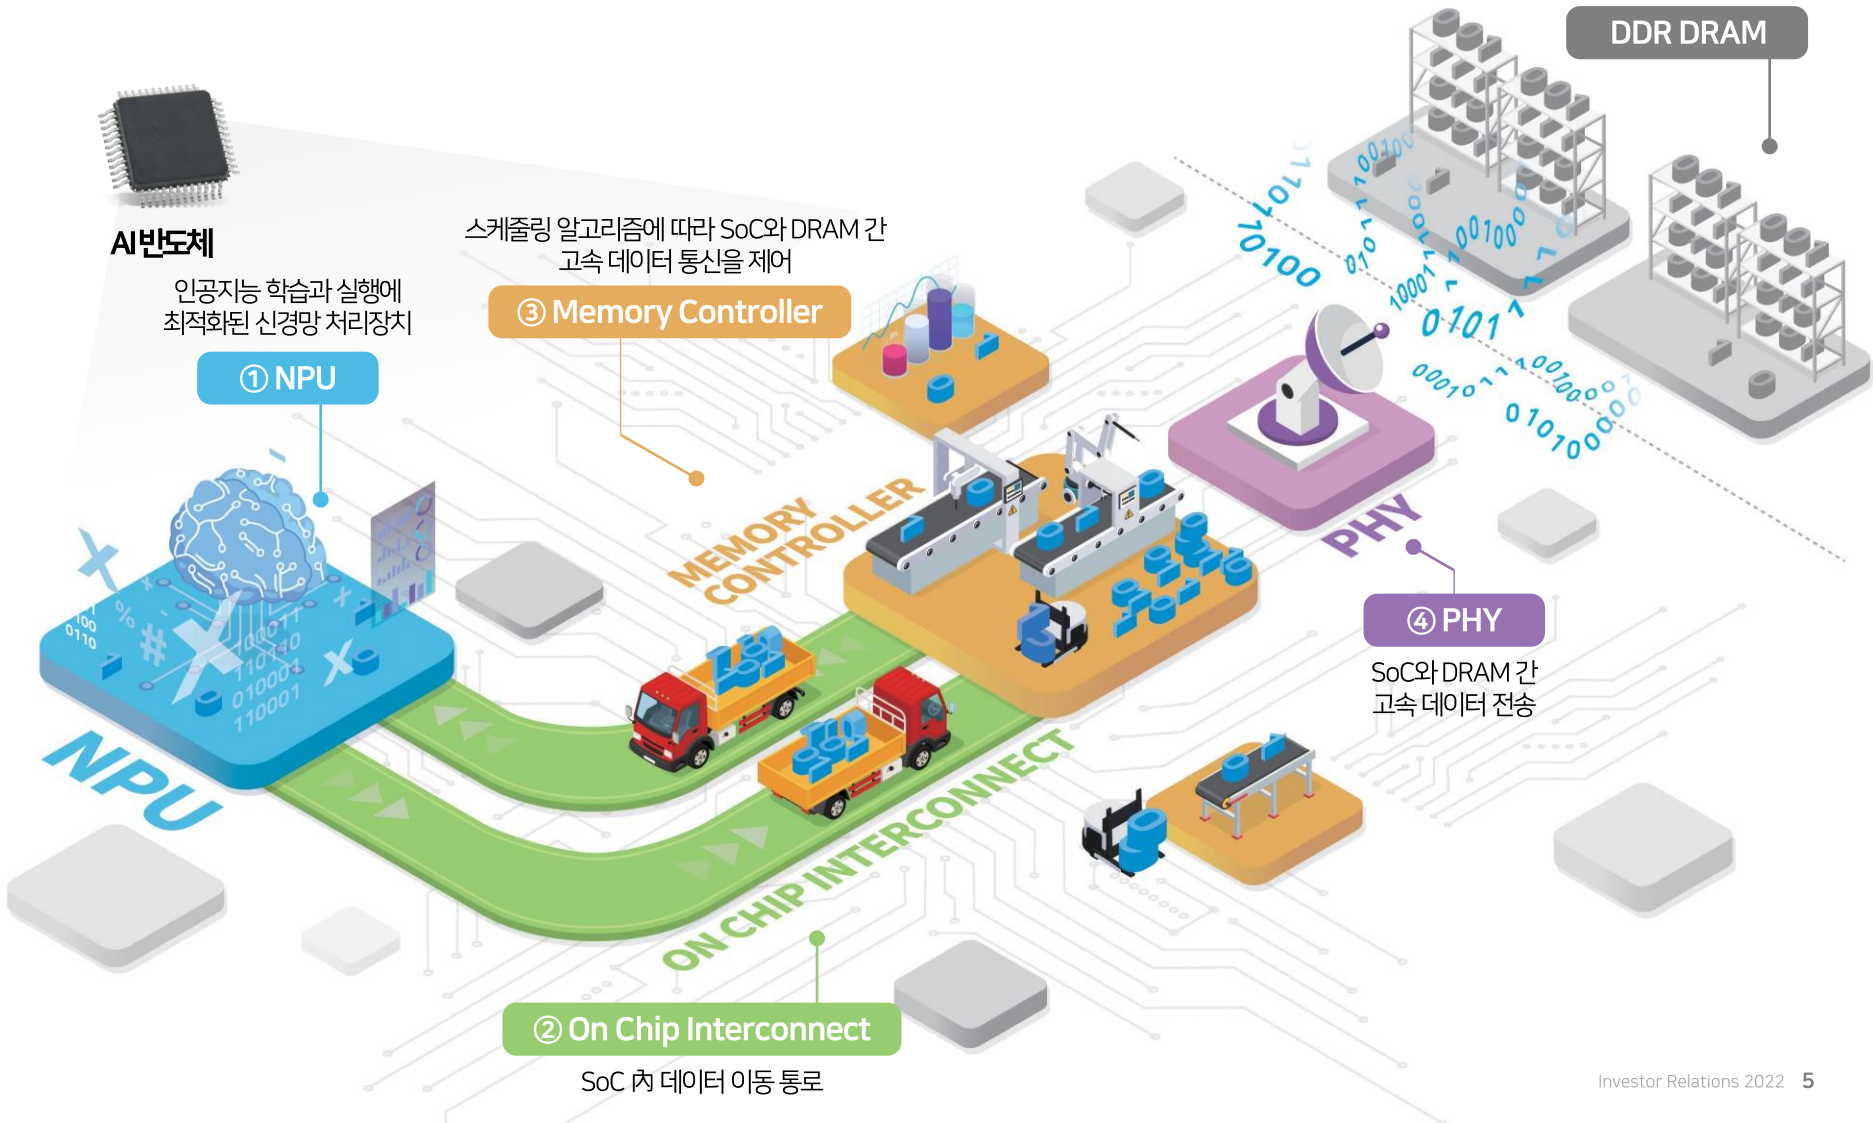 DDR DRAM
AI 반도체
인공지능 학습과 실행에
최적화된 신경망 처리장치
① NPU
스케줄링 알고리즘에 따라 SoC와 DRAM 간
고속 데이터 통신을 제어
③ Memory Controller
MEMORY
CONTROLLER
PHY
④ PHY
SoC와 DRAM 간
고속 데이터 전송
NPU
ON CHIP INTERCONNECT
② On Chip Interconnect
SoC 內 데이터 이동 통로
Investor Relations 2022 5